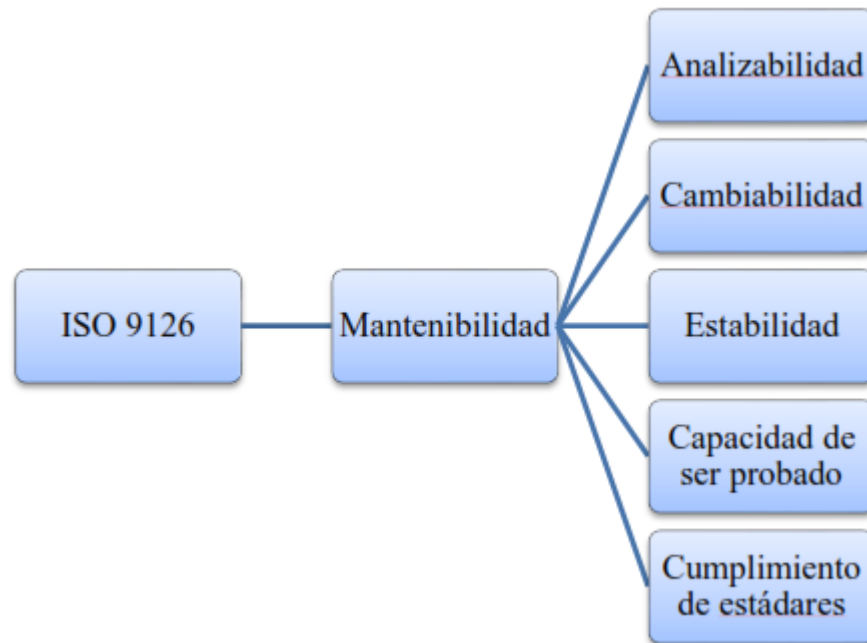 ISO 9126
Mantenibilidad
Analizabilidad
Cambiabilidad
Estabilidad
Capacidad de
ser probado
Cumplimiento
de estádares